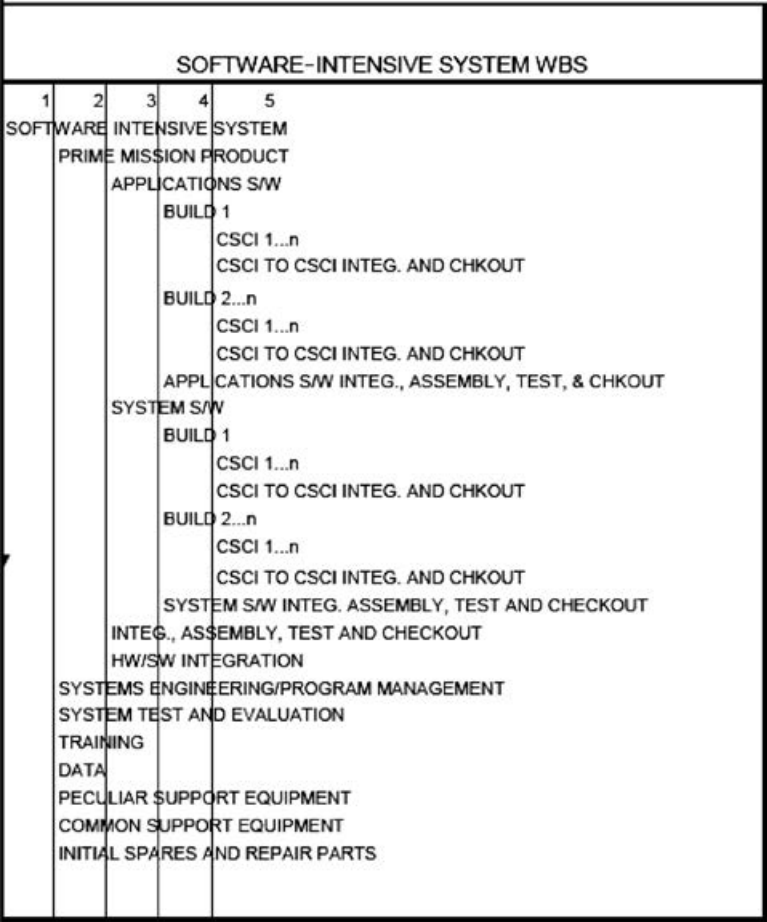 SOFTWARE-INTENSIVE SYSTEM WBS
1 2 3 4 5
SOFTWARE INTENSIVE SYSTEM
PRIME MISSION PRODUCT
APPLICATIONS S/W
BUILD 1
CSCI 1...n
CSCI TO CSCI INTEG. AND CHKOUT
BUILD 2...n
CSCI 1...n
CSCI TO CSCI INTEG. AND CHKOUT
APPLICATIONS S/W INTEG., ASSEMBLY, TEST, & CHKOUT
SYSTEM S/W
BUILD 1
CSCI 1...n
CSCI TO CSCI INTEG. AND CHKOUT
BUILD 2...n
CSCI 1...n
CSCI TO CSCI INTEG. AND CHKOUT
SYSTEM S/W INTEG. ASSEMBLY, TEST AND CHECKOUT
INTEG., ASSEMBLY, TEST AND CHECKOUT
HW/SW INTEGRATION
SYSTEMS ENGINEERING/PROGRAM MANAGEMENT
SYSTEM TEST AND EVALUATION
TRAINING
DATA
PECULIAR SUPPORT EQUIPMENT
COMMON SUPPORT EQUIPMENT
INITIAL SPARES AND REPAIR PARTS